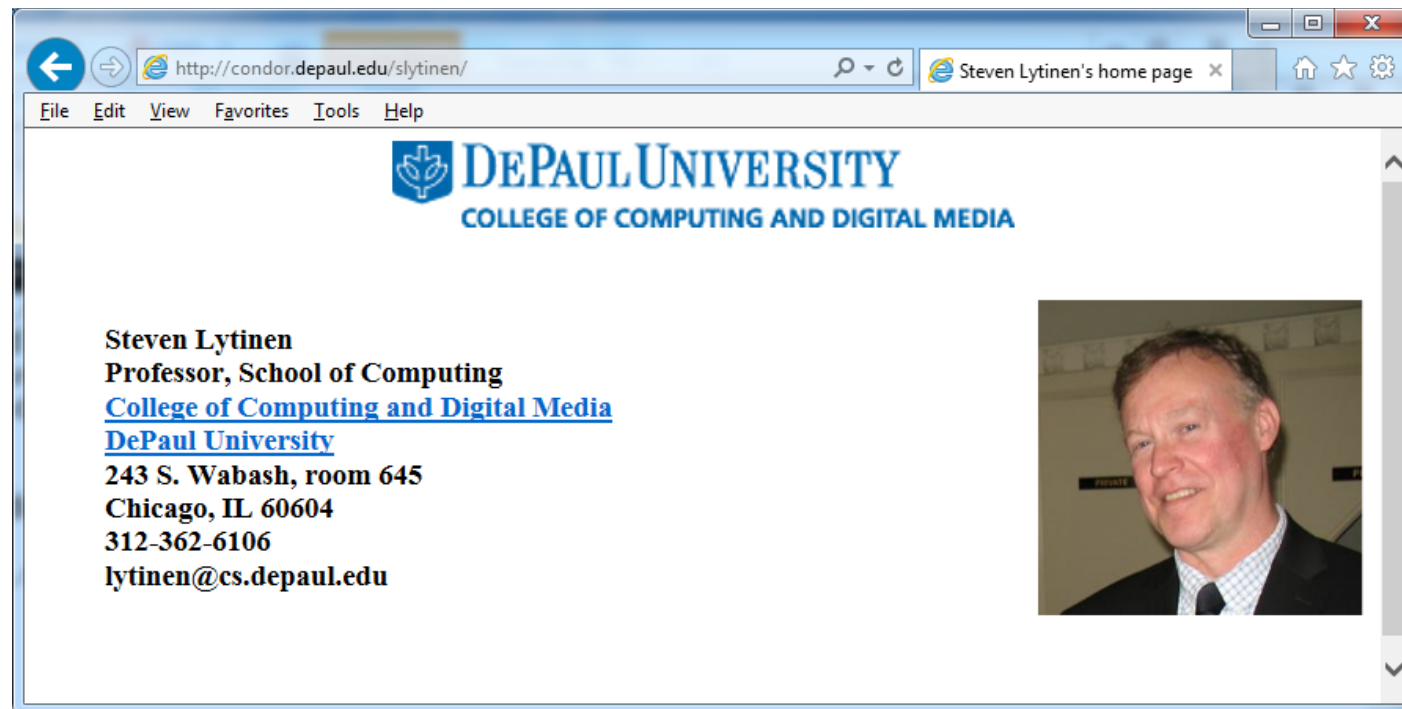 http://condor.depaul.edu/slytinen/
Steven Lytinen's home page
File Edit View Favorites Tools Help
DEPAUL UNIVERSITY
COLLEGE OF COMPUTING AND DIGITAL MEDIA
Steven Lytinen
Professor, School of Computing
College of Computing and Digital Media
DePaul University
243 S. Wabash, room 645
Chicago, IL 60604
312-362-6106
lytinen@cs.depaul.edu
PRIVATE